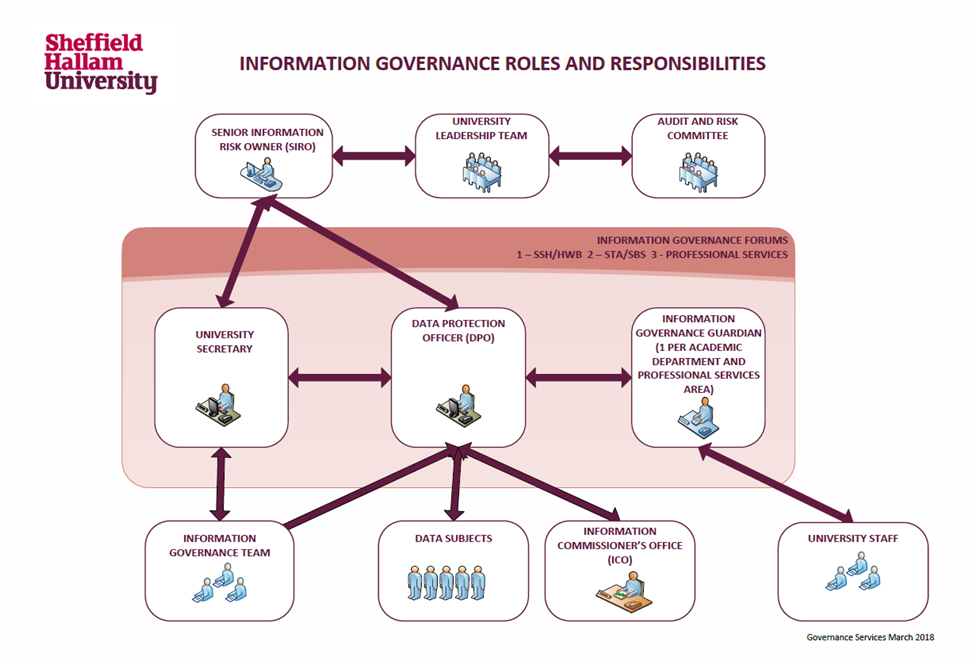 Sheffield
Hallam
University
INFORMATION GOVERNANCE ROLES AND RESPONSIBILITIES
SENIOR INFORMATION
RISK OWNER (SIRO)
UNIVERSITY
LEADERSHIP TEAM
AUDIT AND RISK
COMMITTEE
INFORMATION GOVERNANCE FORUMS
1 – SSH/HWB 2 – STA/SBS 3 - PROFESSIONAL SERVICES
UNIVERSITY
SECRETARY
DATA PROTECTION
OFFICER (DPO)
INFORMATION
GOVERNANCE GUARDIAN
(1 PER ACADEMIC
DEPARTMENT AND
PROFESSIONAL SERVICES
AREA)
INFORMATION
GOVERNANCE TEAM
DATA SUBJECTS
INFORMATION
COMMISSIONER'S OFFICE
(ICO)
UNIVERSITY STAFF
Governance Services March 2018